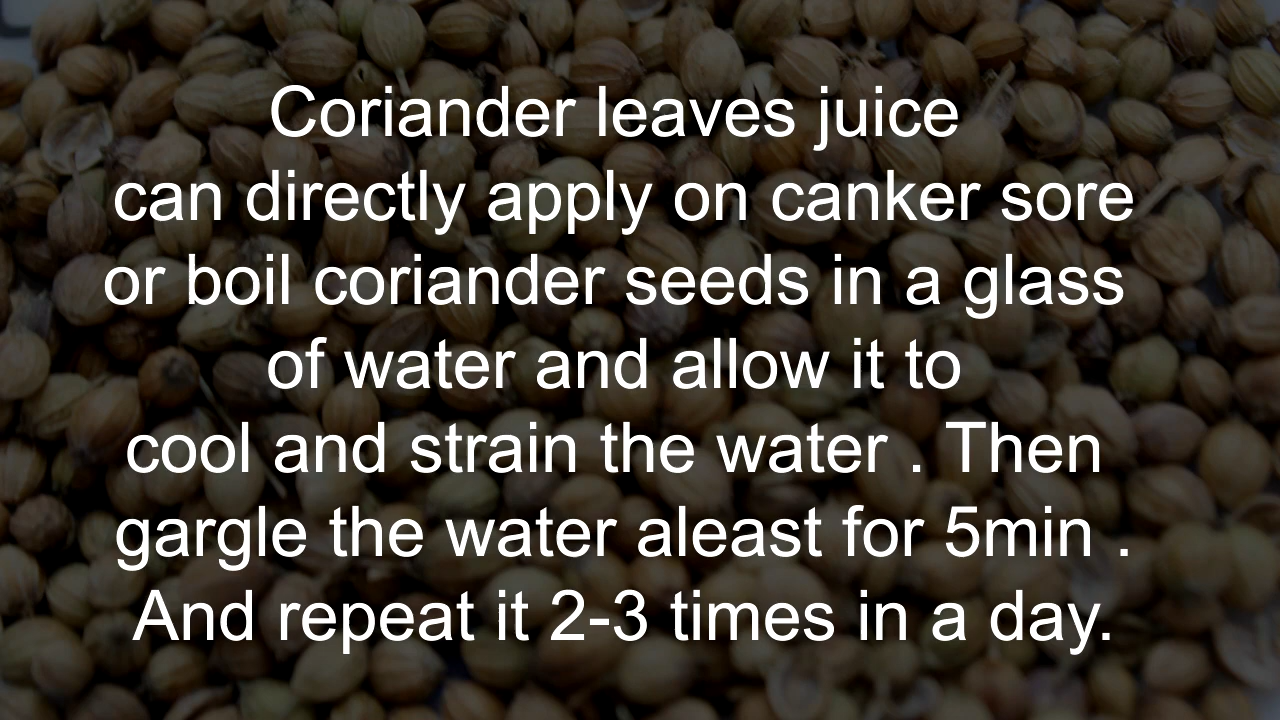 Coriander leaves juice
can directly apply on canker sore
or boil coriander seeds in a glass
of water and allow it to
cool and strain the water . Then
gargle the water aleast for 5min .
And repeat it 2-3 times in a day.